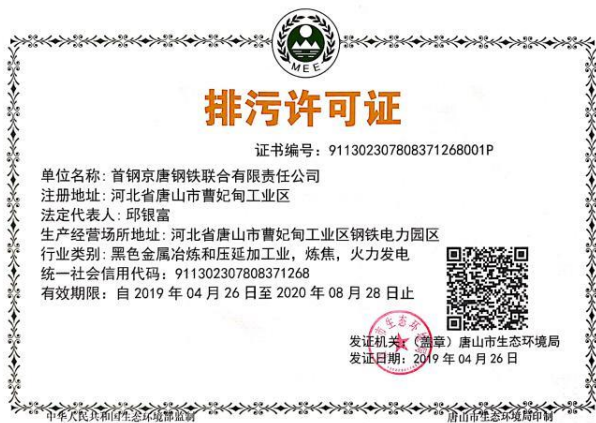 MEE
排污许可证
证书编号：911302307808371268001P
单位名称：首钢京唐钢铁联合有限责任公司
注册地址：河北省唐山市曹妃甸工业区
法定代表人：邱银富
生产经营场所地址：河北省唐山市曹妃甸工业区钢铁电力园区
行业类别：黑色金属冶炼和压延加工业，炼焦，火力发电
统一社会信用代码：911302307808371268
有效期限：自 2019 年 04 月 26 日至 2020 年 08 月 28 日止
发证机关：（盖章）唐山市生态环境局
发证日期：2019 年 04 月 26 日
中华人民共和国生态环境部监制
唐山市生态环境局印制